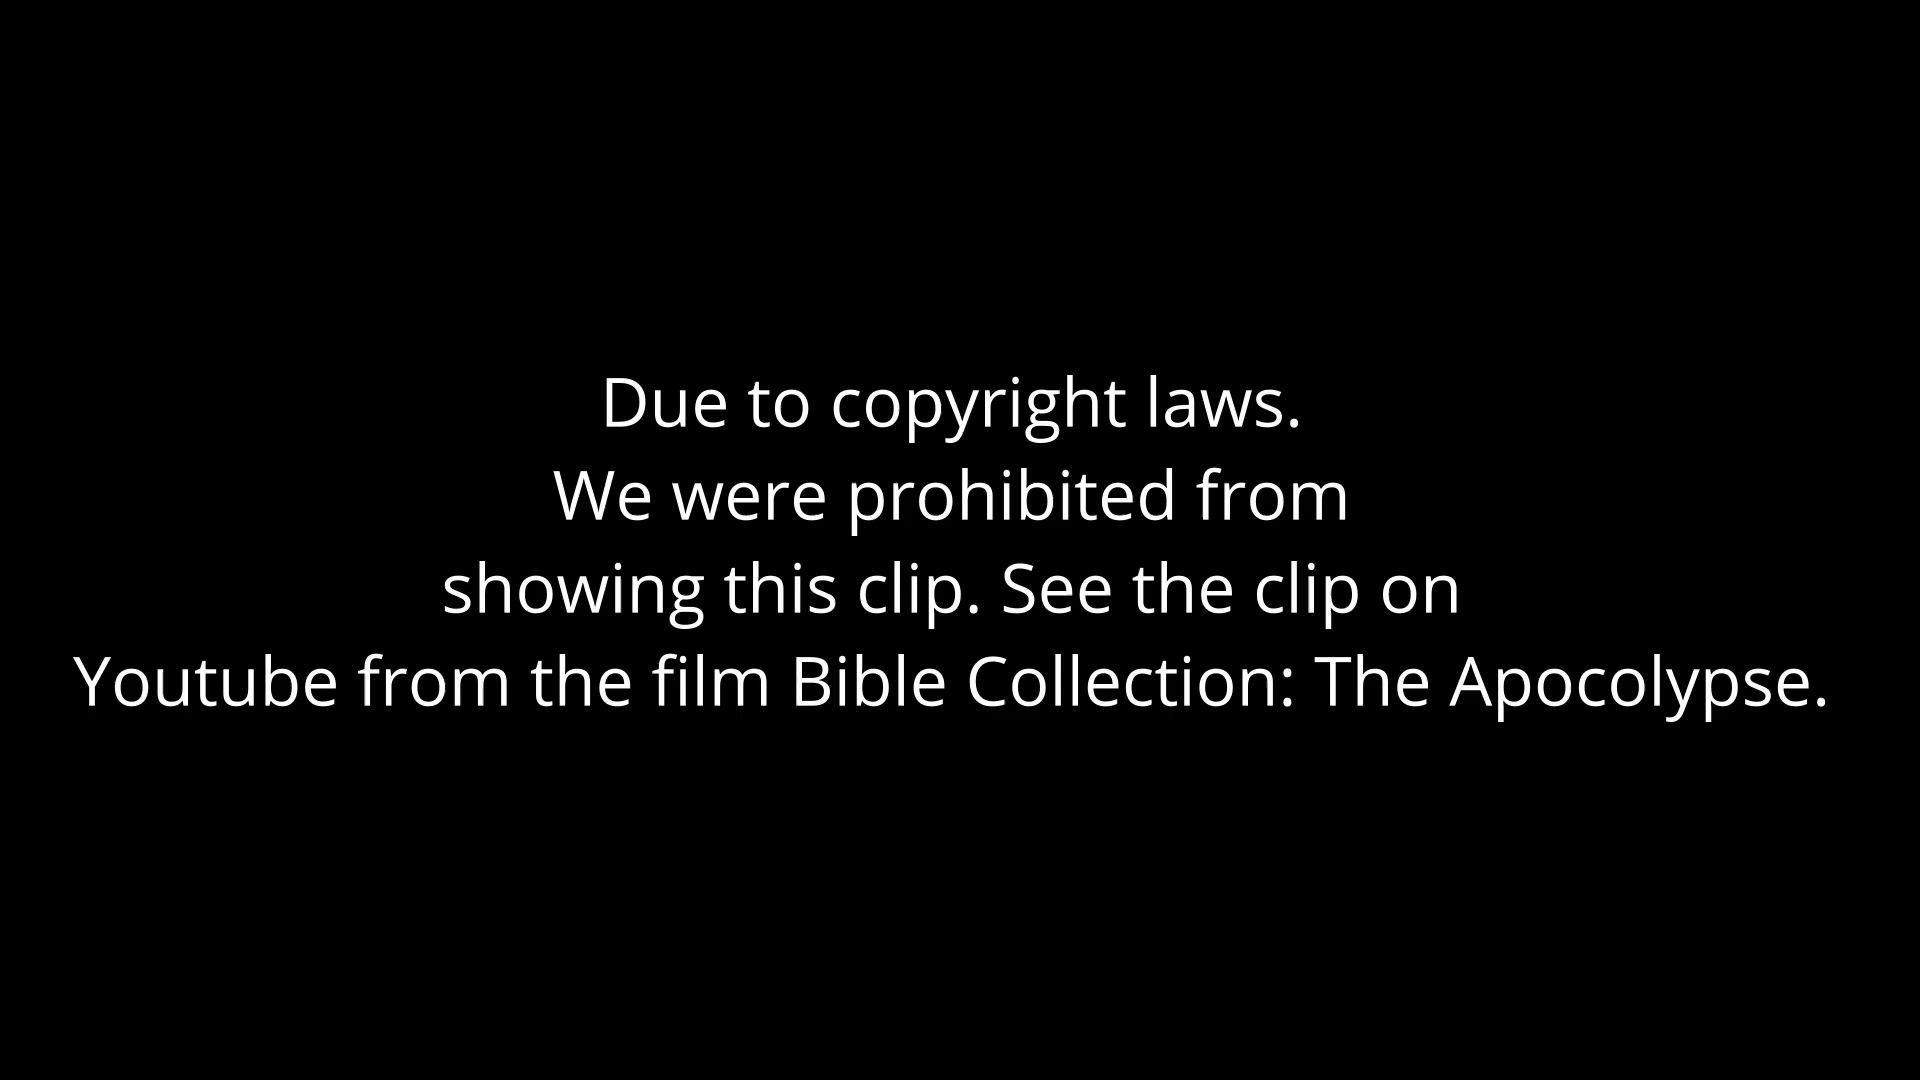 Due to copyright laws.
We were prohibited from
showing this clip. See the clip on
Youtube from the film Bible Collection: The Apocolypse.